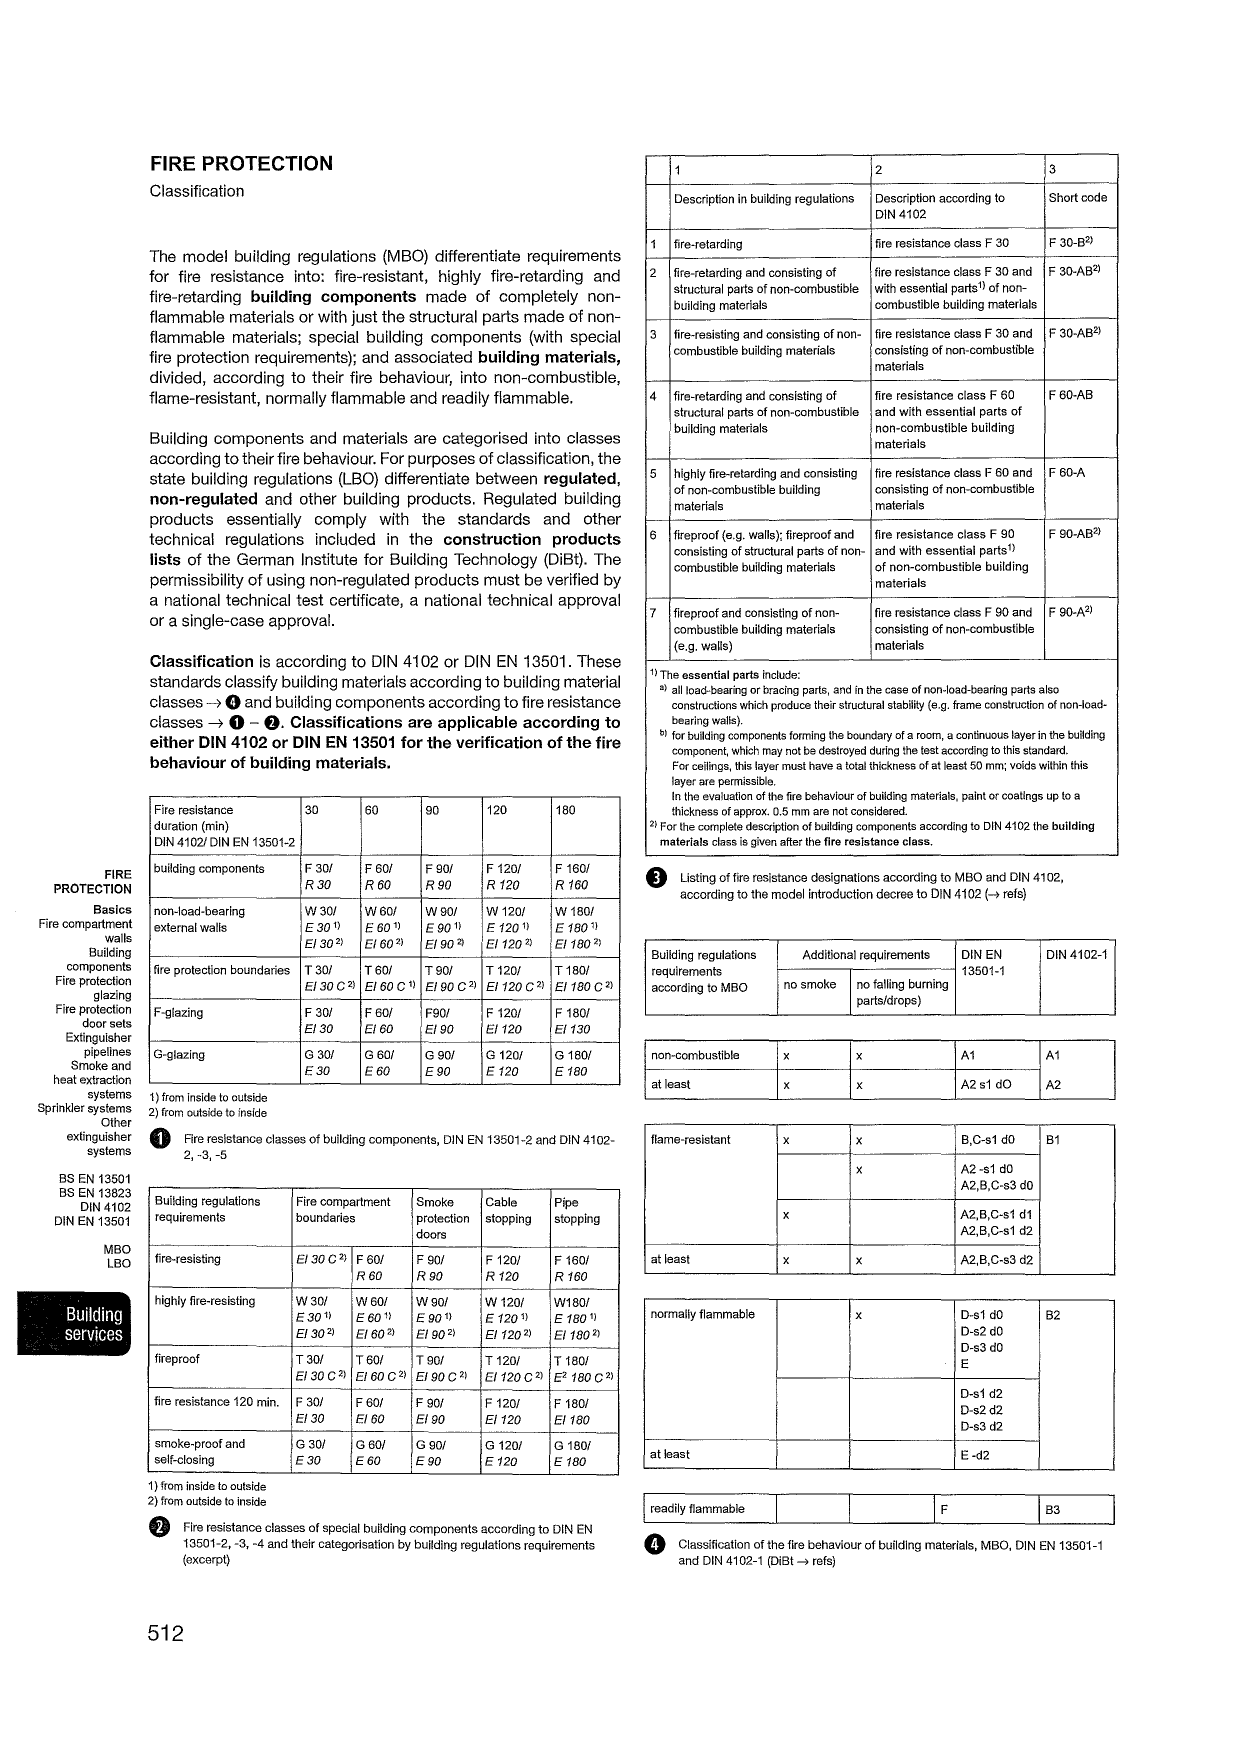 FIRE PROTECTION
Classification
The model building regulations (MBO) differentiate requirements
for fire resistance into: fire-resistant, highly fire-retarding and
fire-retarding building components made of completely non-
flammable materials or with just the structural parts made of non-
flammable materials; special building components (with special
fire protection requirements); and associated building materials,
divided, according to their fire behaviour, into non-combustible,
flame-resistant, normally flammable and readily flammable.
Building components and materials are categorised into classes
according to their fire behaviour. For purposes of classification, the
state building regulations (LBO) differentiate between regulated,
non-regulated and other building products. Regulated building
products essentially comply with the standards and other
technical regulations included in the construction products
lists of the German Institute for Building Technology (DiBt). The
permissibility of using non-regulated products must be verified by
a national technical test certificate, a national technical approval
or a single-case approval.
Classification is according to DIN 4102 or DIN EN 13501. These
standards classify building materials according to building material
classes → ❹ and building components according to fire resistance
classes → ❶ – ❷. Classifications are applicable according to
either DIN 4102 or DIN EN 13501 for the verification of the fire
behaviour of building materials.
Fire resistance 30 60 90 120 180
duration (min)
DIN 4102/ DIN EN 13501-2
building components F 30/ F 60/ F 90/ F 120/ F 160/
R 30 R 60 R 90 R 120 R 160
non-load-bearing W 30/ W 60/ W 90/ W 120/ W 180/
external walls E 30 1) E 60 1) E 90 1) E 120 1) E 180 1)
EI 30 2) EI 60 2) EI 90 2) EI 120 2) EI 180 2)
fire protection boundaries T 30/ T 60/ T 90/ T 120/ T 180/
EI 30 C 2) EI 60 C 1) EI 90 C 2) EI 120 C 2) EI 180 C 2)
F-glazing F 30/ F 60/ F90/ F 120/ F 180/
EI 30 EI 60 EI 90 EI 120 EI 130
G-glazing G 30/ G 60/ G 90/ G 120/ G 180/
E 30 E 60 E 90 E 120 E 180
1) from inside to outside
2) from outside to inside
❶ Fire resistance classes of building components, DIN EN 13501-2 and DIN 4102-
2, -3, -5
Building regulations Fire compartment Smoke Cable Pipe
requirements boundaries protection stopping stopping
doors
fire-resisting EI 30 C 2) F 60/ F 90/ F 120/ F 160/
R 60 R 90 R 120 R 160
highly fire-resisting W 30/ W 60/ W 90/ W 120/ W180/
E 30 1) E 60 1) E 90 1) E 120 1) E 180 1)
EI 30 2) EI 60 2) EI 90 2) EI 120 2) EI 180 2)
fireproof T 30/ T 60/ T 90/ T 120/ T 180/
EI 30 C 2) EI 60 C 2) EI 90 C 2) EI 120 C 2) E2 180 C 2)
fire resistance 120 min. F 30/ F 60/ F 90/ F 120/ F 180/
EI 30 EI 60 EI 90 EI 120 EI 180
smoke-proof and G 30/ G 60/ G 90/ G 120/ G 180/
self-closing E 30 E 60 E 90 E 120 E 180
1) from inside to outside
2) from outside to inside
❷ Fire resistance classes of special building components according to DIN EN
13501-2, -3, -4 and their categorisation by building regulations requirements
(excerpt)
FIRE
PROTECTION
Basics
Fire compartment
walls
Building
components
Fire protection
glazing
Fire protection
door sets
Extinguisher
pipelines
Smoke and
heat extraction
systems
Sprinkler systems
Other
extinguisher
systems
BS EN 13501
BS EN 13823
DIN 4102
DIN EN 13501
MBO
LBO
Building
services
1 2 3
Description in building regulations Description according to Short code
DIN 4102
1 fire-retarding fire resistance class F 30 F 30-B2)
2 fire-retarding and consisting of fire resistance class F 30 and F 30-AB2)
structural parts of non-combustible with essential parts1) of non-
building materials combustible building materials
3 fire-resisting and consisting of non- fire resistance class F 30 and F 30-AB2)
combustible building materials consisting of non-combustible
materials
4 fire-retarding and consisting of fire resistance class F 60 F 60-AB
structural parts of non-combustible and with essential parts of
building materials non-combustible building
materials
5 highly fire-retarding and consisting fire resistance class F 60 and F 60-A
of non-combustible building consisting of non-combustible
materials materials
6 fireproof (e.g. walls); fireproof and fire resistance class F 90 F 90-AB2)
consisting of structural parts of non- and with essential parts1)
combustible building materials of non-combustible building
materials
7 fireproof and consisting of non- fire resistance class F 90 and F 90-A2)
combustible building materials consisting of non-combustible
(e.g. walls) materials
1) The essential parts include:
a) all load-bearing or bracing parts, and in the case of non-load-bearing parts also
constructions which produce their structural stability (e.g. frame construction of non-load-
bearing walls).
b) for building components forming the boundary of a room, a continuous layer in the building
component, which may not be destroyed during the test according to this standard.
For ceilings, this layer must have a total thickness of at least 50 mm; voids within this
layer are permissible.
In the evaluation of the fire behaviour of building materials, paint or coatings up to a
thickness of approx. 0.5 mm are not considered.
2) For the complete description of building components according to DIN 4102 the building
materials class is given after the fire resistance class.
❸ Listing of fire resistance designations according to MBO and DIN 4102,
according to the model introduction decree to DIN 4102 (→ refs)
Building regulations Additional requirements DIN EN DIN 4102-1
requirements 13501-1
according to MBO no smoke no falling burning
parts/drops)
non-combustible x x A1 A1
at least x x A2 s1 dO A2
flame-resistant x x B,C-s1 d0 B1
x A2 -s1 d0
A2,B,C-s3 d0
x A2,B,C-s1 d1
A2,B,C-s1 d2
at least x x A2,B,C-s3 d2
normally flammable x D-s1 d0 B2
D-s2 d0
D-s3 d0
E
D-s1 d2
D-s2 d2
D-s3 d2
at least E -d2
readily flammable F B3
❹ Classification of the fire behaviour of building materials, MBO, DIN EN 13501-1
and DIN 4102-1 (DiBt → refs)
512